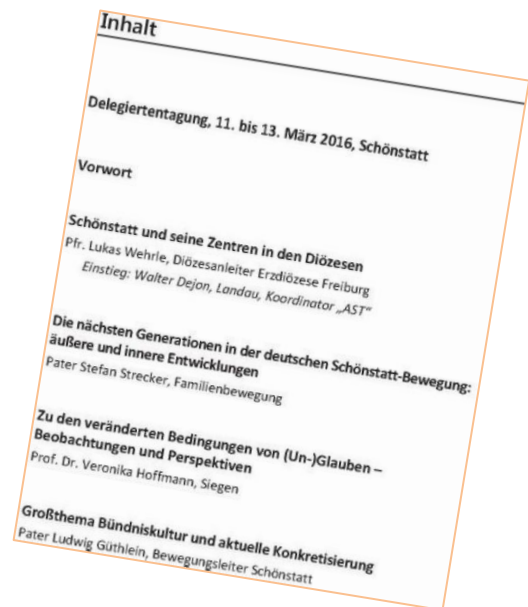 Inhalt
Delegiertentagung, 11. bis 13. März 2016, Schönstatt
Vorwort
Schönstatt und seine Zentren in den Diözesen
Pfr. Lukas Wehrle, Diözesanleiter Erzdiözese Freiburg
Einstieg: Walter Dejon, Landau, Koordinator „AST“
Die nächsten Generationen in der deutschen Schönstatt-Bewegung:
äußere und innere Entwicklungen
Pater Stefan Strecker, Familienbewegung
Zu den veränderten Bedingungen von (Un-)Glauben –
Beobachtungen und Perspektiven
Prof. Dr. Veronika Hoffmann, Siegen
Großthema Bündniskultur und aktuelle Konkretisierung
Pater Ludwig Güthlein, Bewegungsleiter Schönstatt